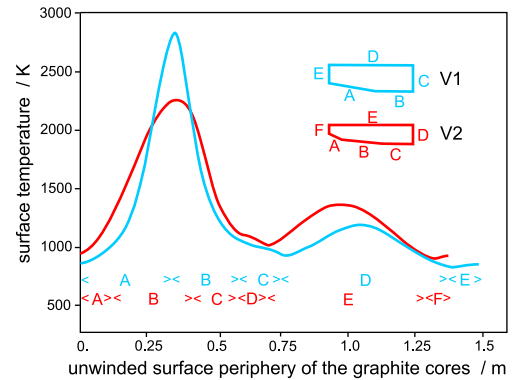 surface temperature / K
3000
2500
2000
1500
1000
500
D
E C V1
A B
E
F D V2
A B C
< A >< B >< C >< D ><E>
<A>< B >< C ><D>< E ><F>
0. 0.25 0.5 0.75 1.0 1.25 1.5
unwinded surface periphery of the graphite cores / m